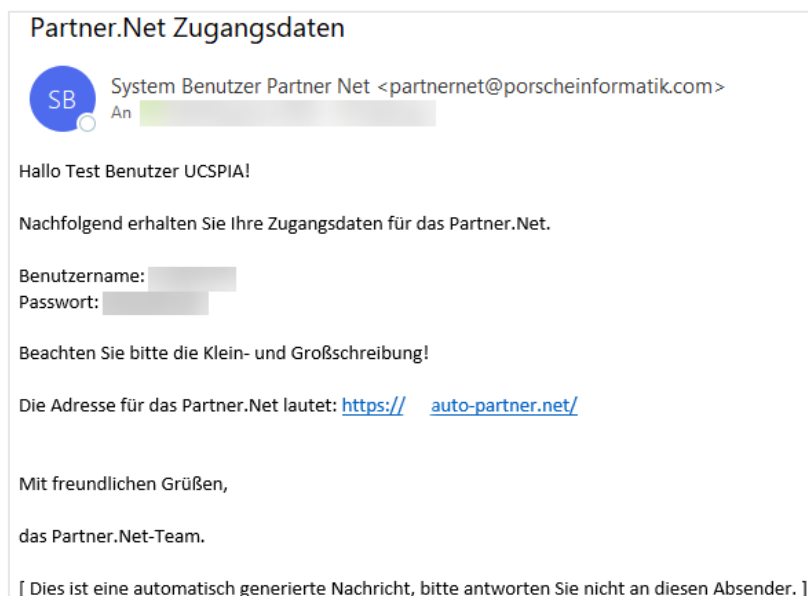 Partner.Net Zugangsdaten
SB
System Benutzer Partner Net <partnernet@porscheinformatik.com>
An
Hallo Test Benutzer UCSPIA!
Nachfolgend erhalten Sie Ihre Zugangsdaten für das Partner.Net.
Benutzername:
Passwort:
Beachten Sie bitte die Klein- und Großschreibung!
Die Adresse für das Partner.Net lautet: https:// auto-partner.net/
Mit freundlichen Grüßen,
das Partner.Net-Team.
[ Dies ist eine automatisch generierte Nachricht, bitte antworten Sie nicht an diesen Absender. ]